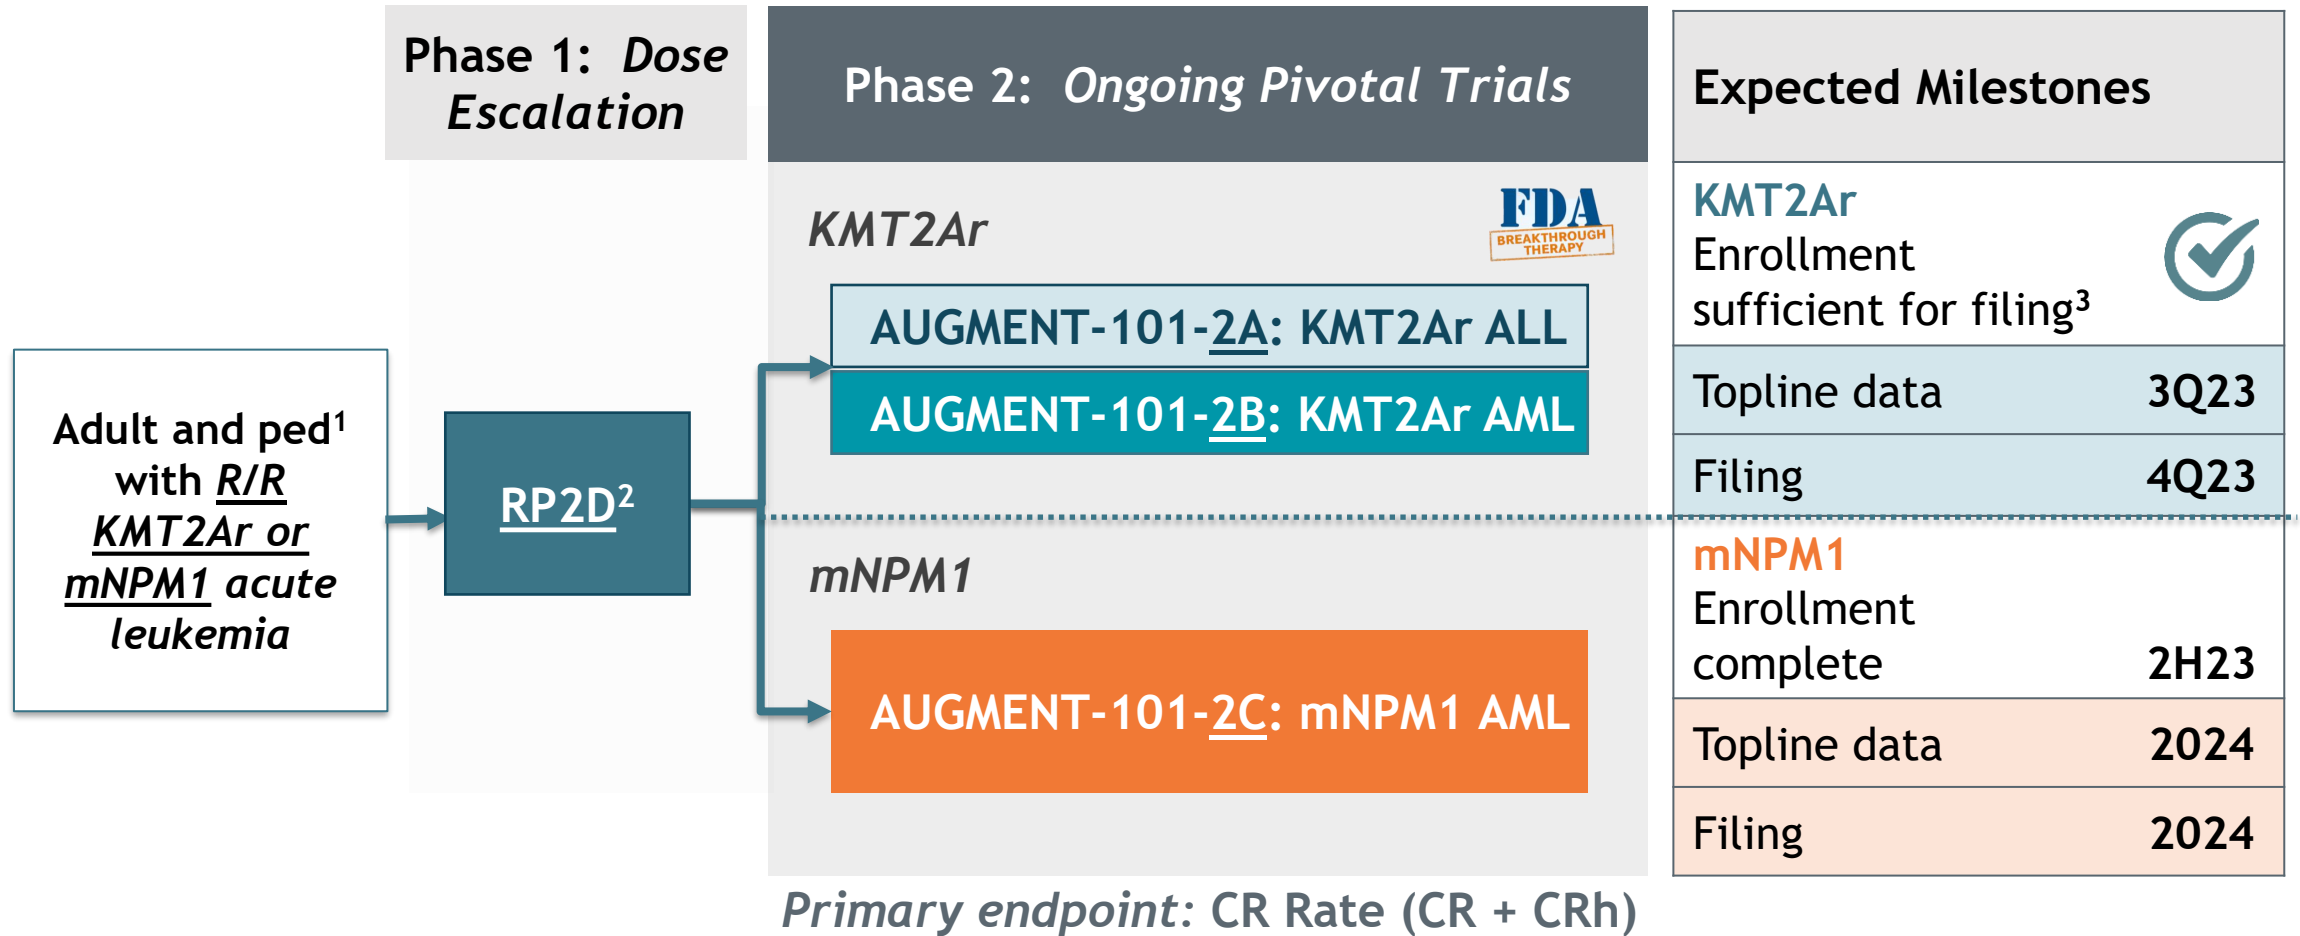 Phase 1: Dose
Escalation
Phase 2: Ongoing Pivotal Trials
Expected Milestones
Adult and ped¹
with R/R
KMT2Ar or
mNPM1 acute
leukemia
RP2D²
KMT2Ar
FDA
BREAKTHROUGH
THERAPY
AUGMENT-101-2A: KMT2Ar ALL
AUGMENT-101-2B: KMT2Ar AML
mNPM1
AUGMENT-101-2C: mNPM1 AML
Primary endpoint: CR Rate (CR + CRh)
KMT2Ar
Enrollment
sufficient for filing³
Topline data 3Q23
Filing 4Q23
mNPM1
Enrollment
complete 2H23
Topline data 2024
Filing 2024